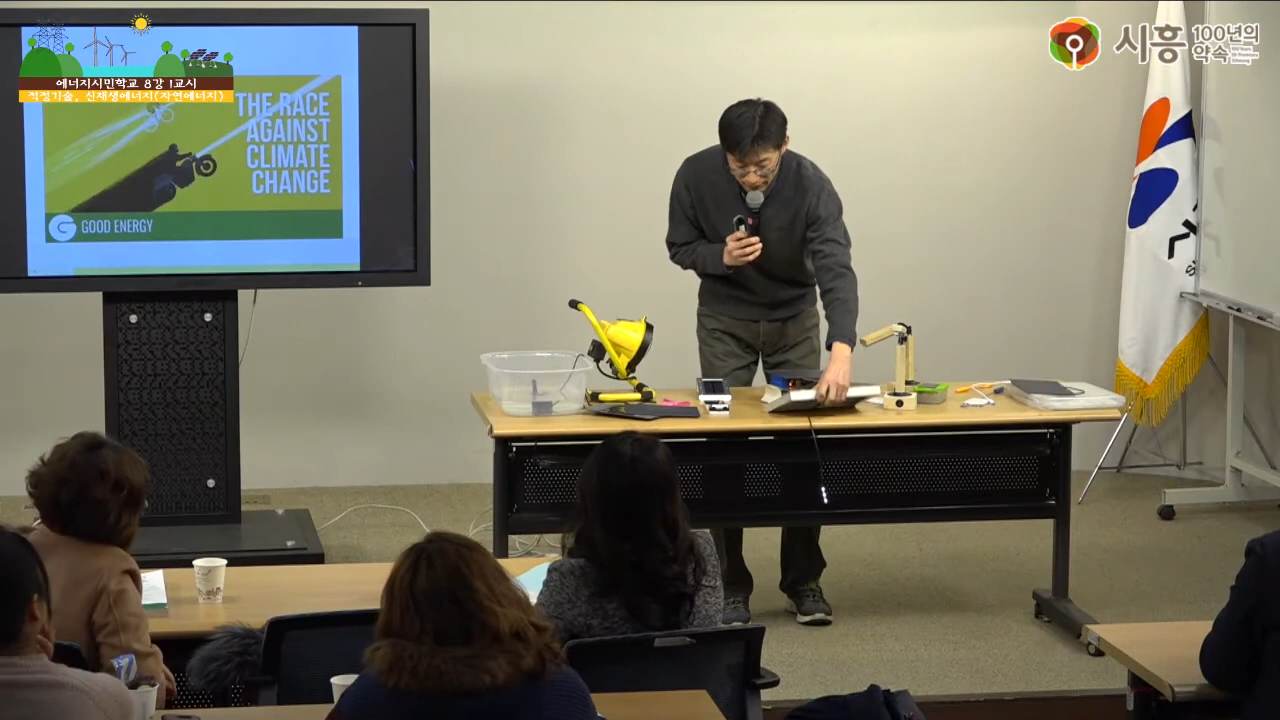 에너지시민학교 8강 1교시
적정기술, 신재생에너지(자연에너지)
THE RACE
AGAINST
CLIMATE
CHANGE
GOOD ENERGY
시흥
100년의
약속